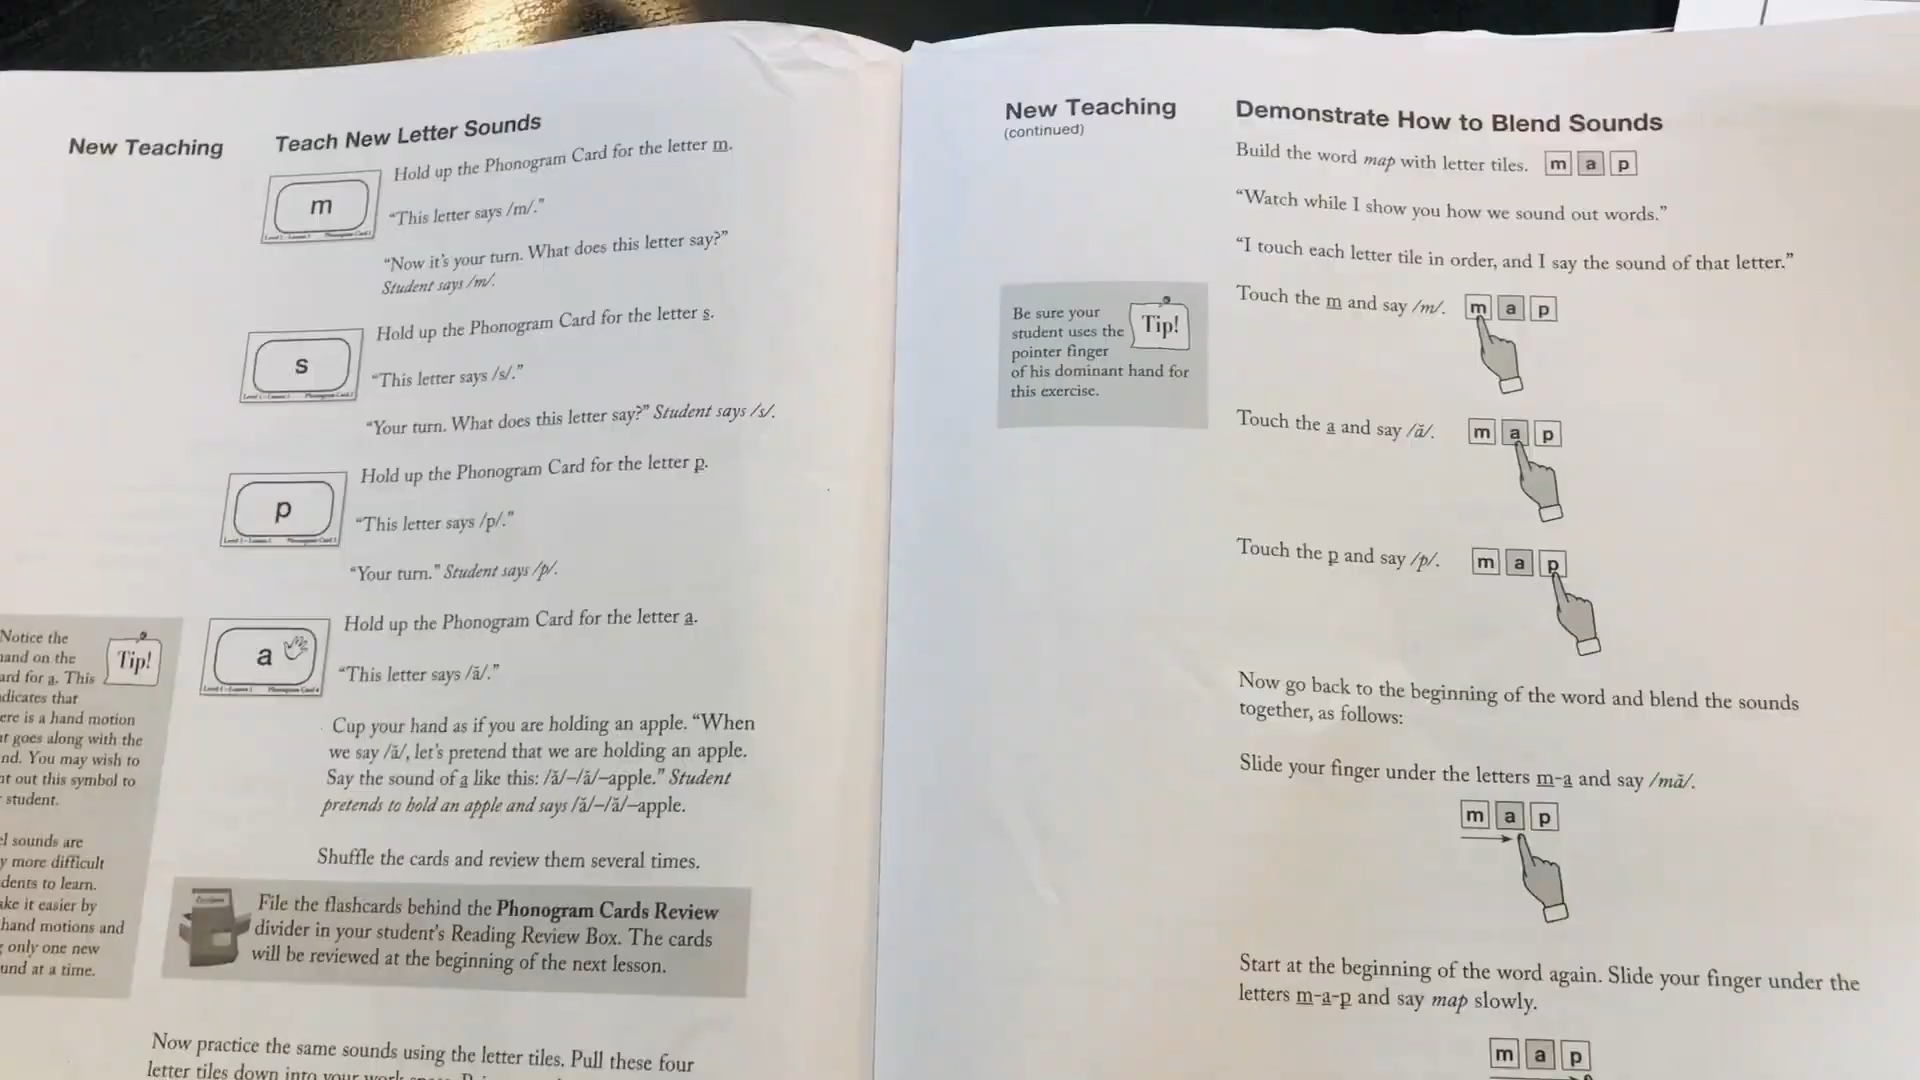 New Teaching
Teach New Letter Sounds
Hold up the Phonogram Card for the letter m.
m
“This letter says /m/.”
“Now it’s your turn. What does this letter say?”
Student says /m/.
Hold up the Phonogram Card for the letter s.
s
“This letter says /s/.”
“Your turn. What does this letter say?” Student says /s/.
Hold up the Phonogram Card for the letter p.
p
“This letter says /p/.”
“Your turn.” Student says /p/.
Hold up the Phonogram Card for the letter a.
a
“This letter says /ă/.”
Cup your hand as if you are holding an apple. “When
we say /ă/, let’s pretend that we are holding an apple.
Say the sound of a like this: /ă/–/ă/–apple.” Student
pretends to hold an apple and says /ă/–/ă/–apple.
Shuffle the cards and review them several times.
File the flashcards behind the Phonogram Cards Review
divider in your student’s Reading Review Box. The cards
will be reviewed at the beginning of the next lesson.
Now practice the same sounds using the letter tiles. Pull these four
letter tiles down into your work
Tip!
Notice the
and on the
ard for a. This
dicates that
ere is a hand motion
at goes along with the
nd. You may wish to
nt out this symbol to
student.
el sounds are
y more difficult
dents to learn.
ake it easier by
hand motions and
only one new
und at a time.
New Teaching
(continued)
Demonstrate How to Blend Sounds
Build the word map with letter tiles. m a p
“Watch while I show you how we sound out words.”
“I touch each letter tile in order, and I say the sound of that letter.”
Touch the m and say /m/. m a p
Be sure your
student uses the
pointer finger
of his dominant hand for
this exercise.
Tip!
Touch the a and say /ă/. m a p
Touch the p and say /p/. m a p
Now go back to the beginning of the word and blend the sounds
together, as follows:
Slide your finger under the letters m-a and say /mă/.
m a p
Start at the beginning of the word again. Slide your finger under the
letters m-a-p and say map slowly.
m a p